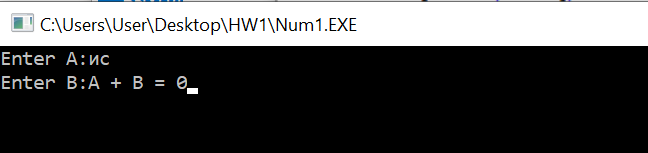 C:\Users\User\Desktop\HW1\Num1.EXE
Enter A:ис
Enter B:A + B = 0